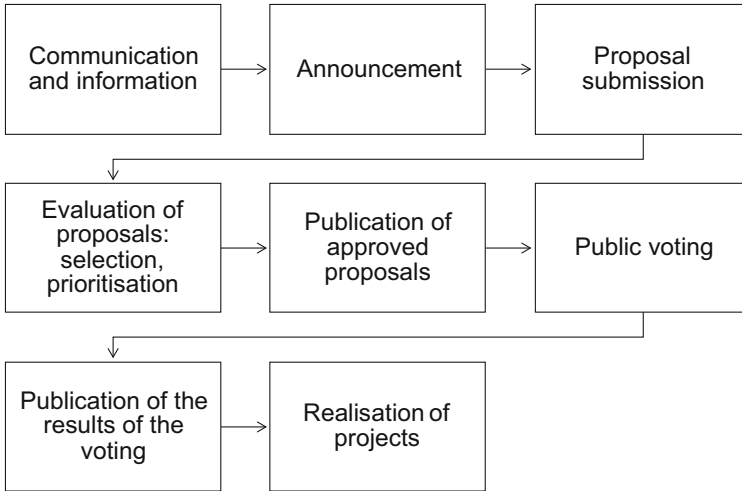 Communication
and information
Announcement
Proposal
submission
Evaluation of
proposals:
selection,
prioritisation
Publication of
approved
proposals
Public voting
Publication of the
results of the
voting
Realisation of
projects